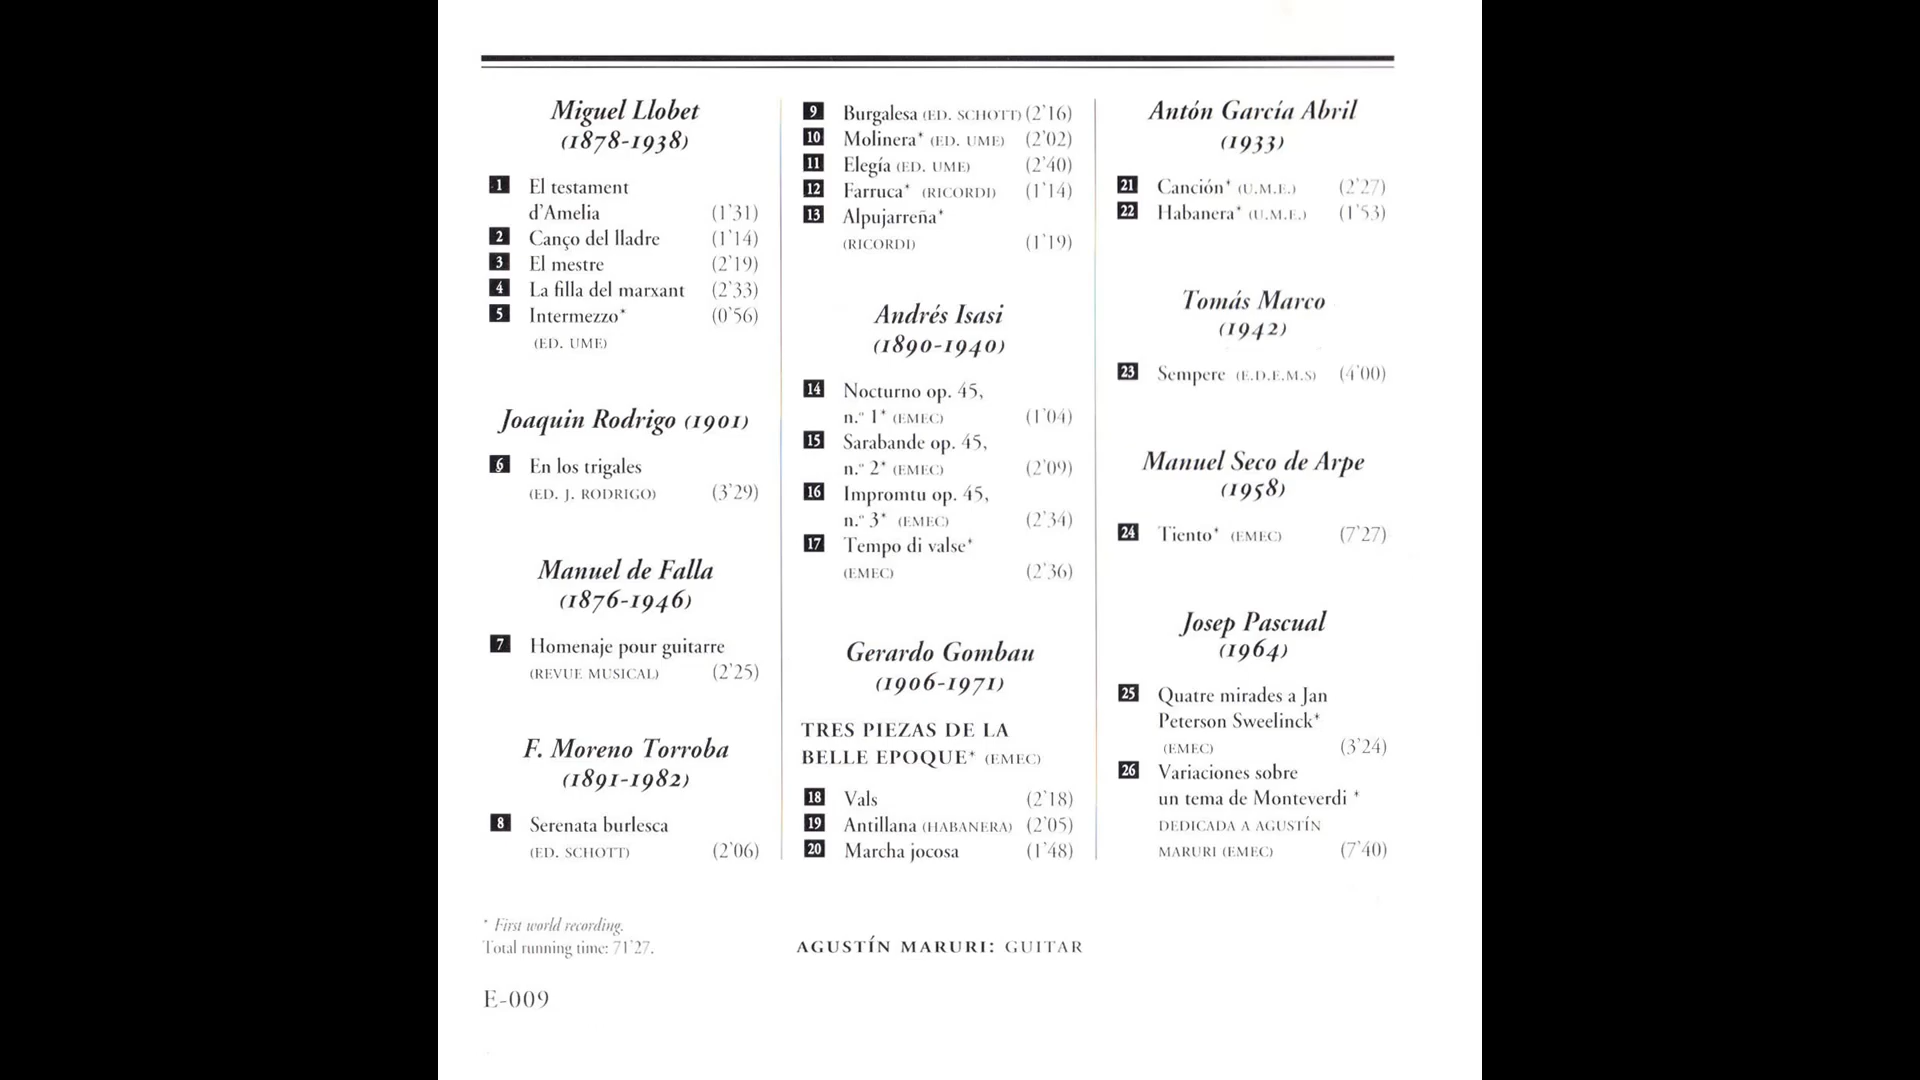 Miguel Llobet
(1878-1938)
1 El testament
d'Amelia (1'31)
2 Canço del lladre (1'14)
3 El mestre (2'19)
4 La filla del marxant (2'33)
5 Intermezzo* (0'56)
(ED. UME)
Joaquin Rodrigo (1901)
6 En los trigales
(ED. J. RODRIGO) (3'29)
Manuel de Falla
(1876-1946)
7 Homenaje pour guitarre
(REVUE MUSICAL) (2'25)
F. Moreno Torroba
(1891-1982)
8 Serenata burlesca
(ED. SCHOTT) (2'06)
9 Burgalesa (ED. SCHOTT) (2'16)
10 Molinera* (ED. UME) (2'02)
11 Elegía (ED. UME) (2'40)
12 Farruca* (RICORDI) (1'14)
13 Alpujarreña*
(RICORDI) (1'19)
Andrés Isasi
(1890-1940)
14 Nocturno op. 45,
n.º 1* (EMEC) (1'04)
15 Sarabande op. 45,
n.º 2* (EMEC) (2'09)
16 Impromtu op. 45,
n.º 3* (EMEC) (2'34)
17 Tempo di valse*
(EMEC) (2'36)
Gerardo Gombau
(1906-1971)
TRES PIEZAS DE LA
BELLE EPOQUE* (EMEC)
18 Vals (2'18)
19 Antillana (HABANERA) (2'05)
20 Marcha jocosa (1'48)
Antón García Abril
(1933)
21 Canción* (U.M.E.) (2'27)
22 Habanera* (U.M.E.) (1'53)
Tomás Marco
(1942)
23 Sempere (E.D.E.M.S) (4'00)
Manuel Seco de Arpe
(1958)
24 Tiento* (EMEC) (7'27)
Josep Pascual
(1964)
25 Quatre mirades a Jan
Peterson Sweelinck*
(EMEC) (3'24)
26 Variaciones sobre
un tema de Monteverdi *
DEDICADA A AGUSTÍN
MARURI (EMEC) (7'40)
* First world recording.
Total running time: 71'27.
AGUSTÍN MARURI: GUITAR
E-009